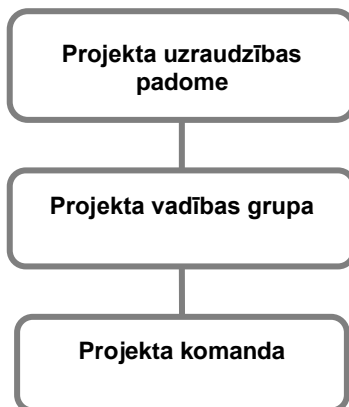 Projekta uzraudzības
padome
Projekta vadības grupa
Projekta komanda